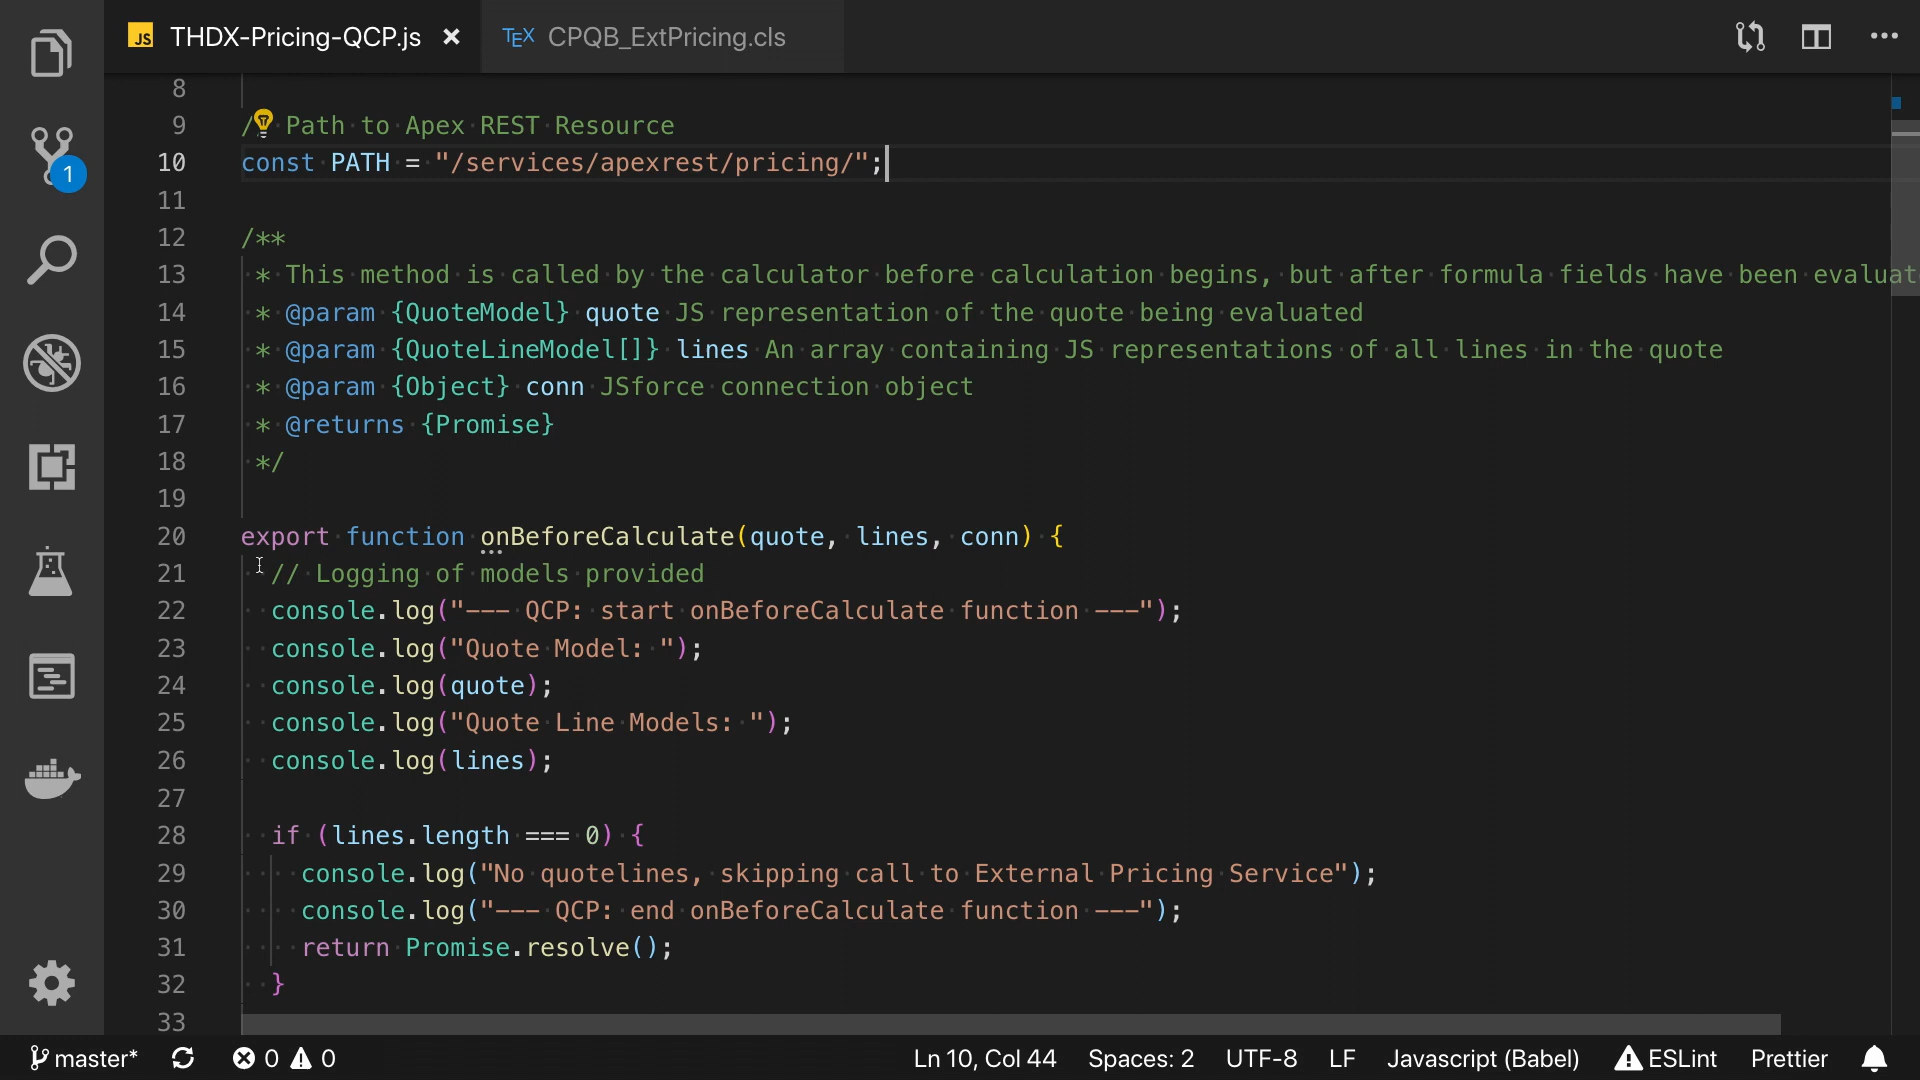 JS THDX-Pricing-QCP.js ×
TEX CPQB_ExtPricing.cls
8
9 / Path to Apex REST Resource
10 const PATH = "/services/apexrest/pricing/";
11
12 /**
13 * This method is called by the calculator before calculation begins, but after formula fields have been evaluat
14 * @param {QuoteModel} quote JS representation of the quote being evaluated
15 * @param {QuoteLineModel[]} lines An array containing JS representations of all lines in the quote
16 * @param {Object} conn JSforce connection object
17 * @returns {Promise}
18 */
19
20 export function onBeforeCalculate(quote, lines, conn) {
21 // Logging of models provided
22 console.log("--- QCP: start onBeforeCalculate function ---");
23 console.log("Quote Model: ");
24 console.log(quote);
25 console.log("Quote Line Models: ");
26 console.log(lines);
27
28 if (lines.length === 0) {
29 console.log("No quotelines, skipping call to External Pricing Service");
30 console.log("--- QCP: end onBeforeCalculate function ---");
31 return Promise.resolve();
32 }
33
1
master* 0 0 Ln 10, Col 44 Spaces: 2 UTF-8 LF Javascript (Babel) ESLint Prettier